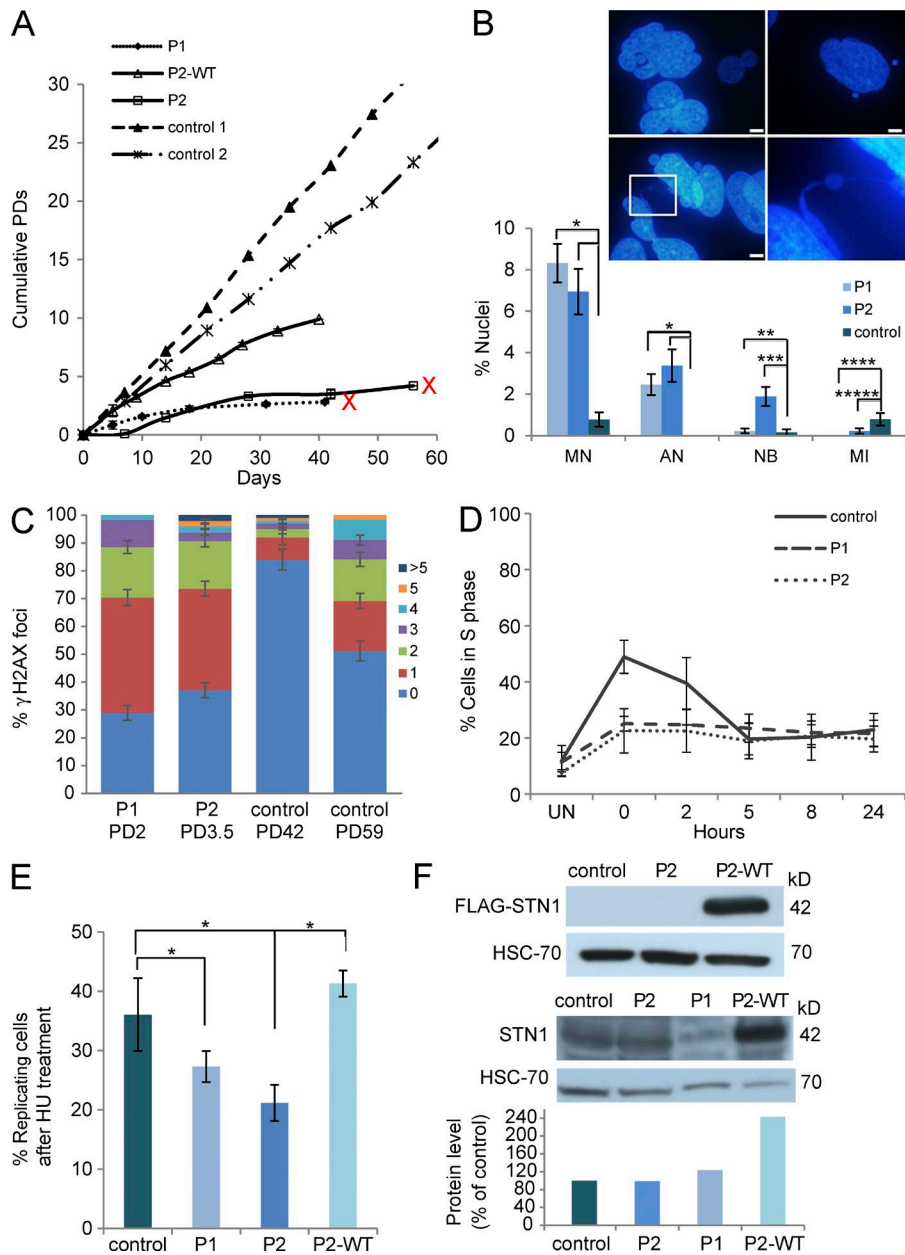 A
P1
P2-WT
P2
control 1
control 2
Cumulative PDs
30
25
20
15
10
5
0
0 10 20 30 40 50 60
Days
X
X
B
% Nuclei
10
8
6
4
2
0
*
*
**
***
****
*****
P1
P2
control
MN AN NB MI
C
% γH2AX foci
100
90
80
70
60
50
40
30
20
10
0
>5
5
4
3
2
1
0
P1 P2 control control
PD2 PD3.5 PD42 PD59
D
control
P1
P2
% Cells in S phase
100
80
60
40
20
0
UN 0 2 5 8 24
Hours
E
% Replicating cells
after HU treatment
50
40
30
20
10
0
* * *
control P1 P2 P2-WT
F
control P2 P2-WT kD
FLAG-STN1 42
HSC-70 70
control P2 P1 P2-WT kD
STN1 42
HSC-70 70
Protein level
(% of control)
240
200
160
120
80
40
0
control P2 P1 P2-WT